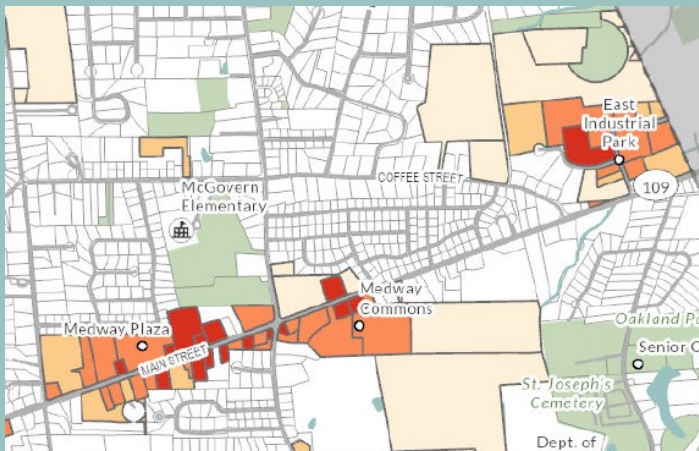 East
Industrial
Park
109
COFFEE STREET
McGovern
Elementary
Medway
Commons
Medway Plaza
MAIN STREET
Oakland
Senior
St. Joseph's
Cemetery
Dept. of